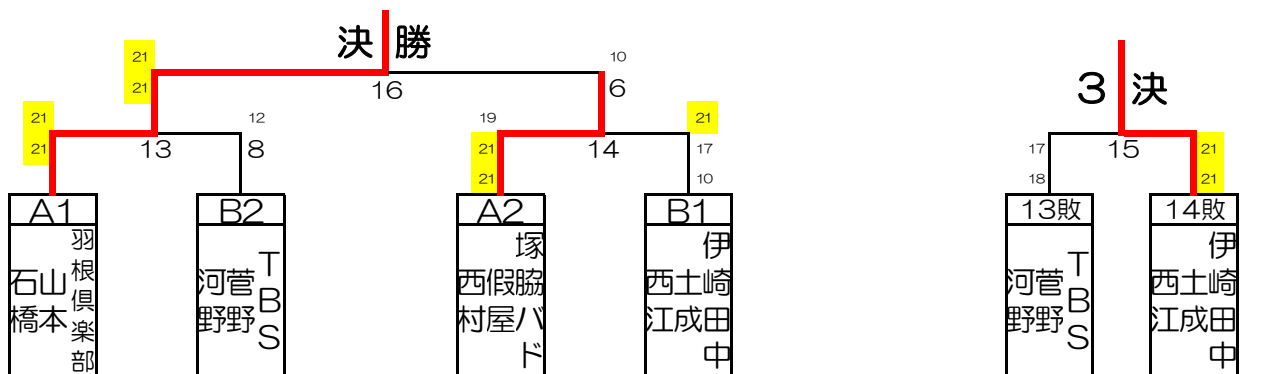 決 勝
21 10
21 6
16
3 決
21 12 19 21
21 8 21 17
13 14
21 10
17 21
15
18 21
A1 B2 A2 B1
13敗 14敗
石橋 山本 羽根倶楽部
河野 菅野 TBS
西村 假屋 塚脇バド
西江 土成 伊崎田中
河野 菅野 TBS
西江 土成 伊崎田中